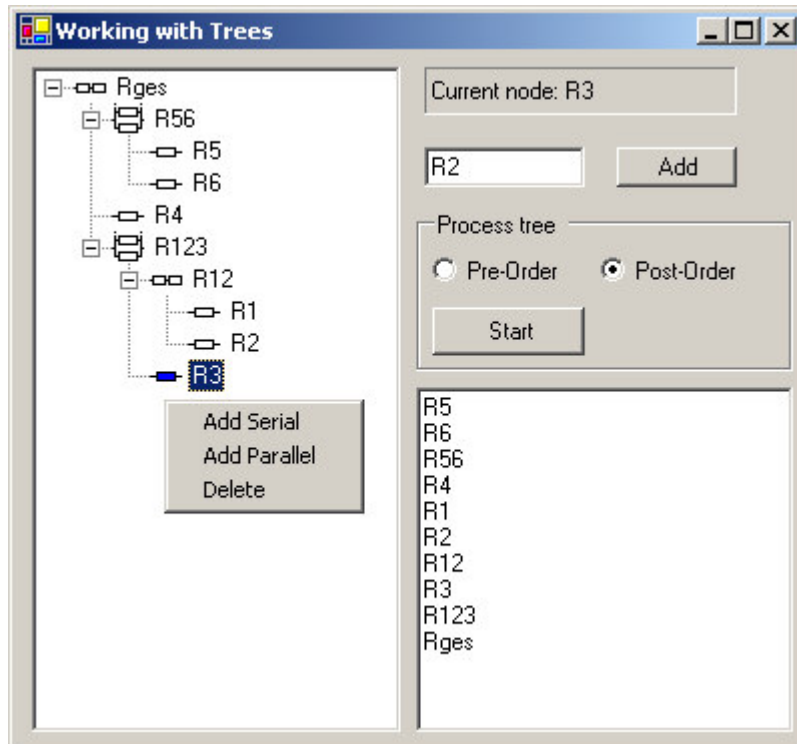 Working with Trees
Rges
R56
R5
R6
R4
R123
R12
R1
R2
R3
Add Serial
Add Parallel
Delete
Current node: R3
R2
Add
Process tree
Pre-Order
Post-Order
Start
R5
R6
R56
R4
R1
R2
R12
R3
R123
Rges